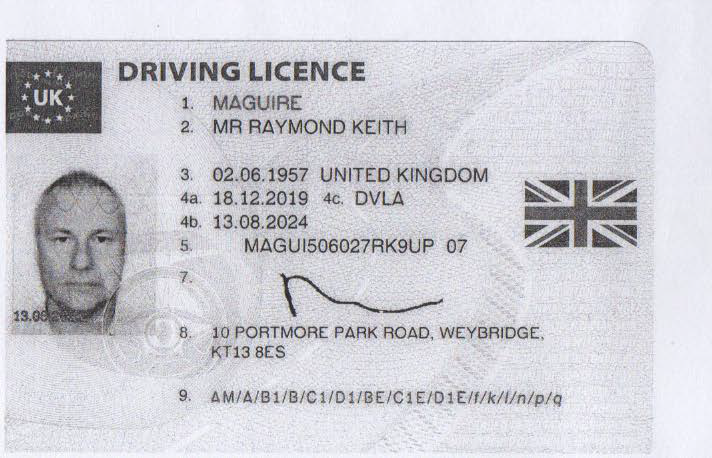 DRIVING LICENCE
UK
1. MAGUIRE
2. MR RAYMOND KEITH
3. 02.06.1957 UNITED KINGDOM
4a. 18.12.2019 4c. DVLA
4b. 13.08.2024
5. MAGUI506027RK9UP 07
7.
13.08
8. 10 PORTMORE PARK ROAD, WEYBRIDGE,
KT13 8ES
9. AM/A/B1/B/C1/D1/BE/C1E/D1E/f/k/l/n/p/q